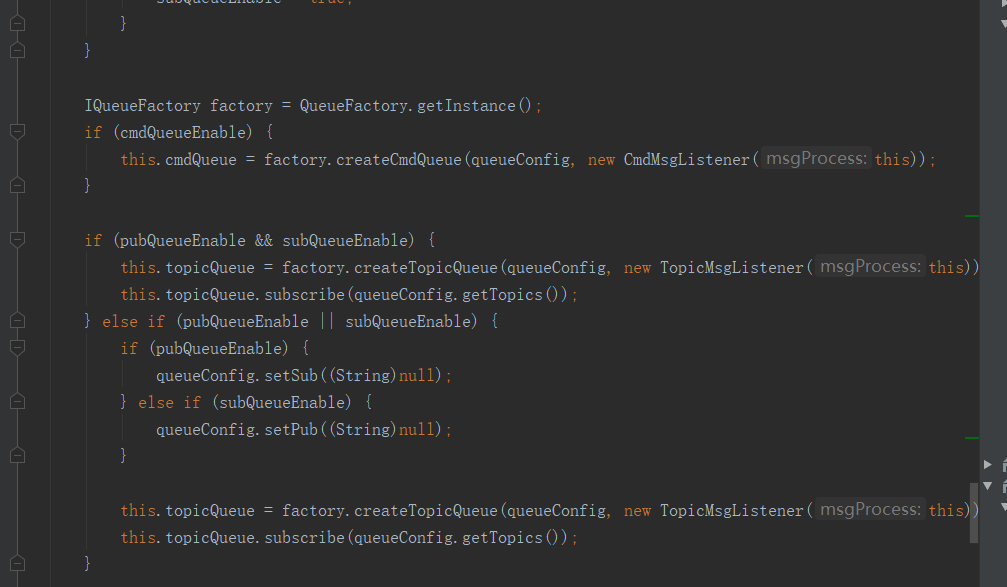 subQueueEnable = true;
}
}
IQueueFactory factory = QueueFactory.getInstance();
if (cmdQueueEnable) {
this.cmdQueue = factory.createCmdQueue(queueConfig, new CmdMsgListener( msgProcess: this));
}
if (pubQueueEnable && subQueueEnable) {
this.topicQueue = factory.createTopicQueue(queueConfig, new TopicMsgListener( msgProcess: this))
this.topicQueue.subscribe(queueConfig.getTopics());
} else if (pubQueueEnable || subQueueEnable) {
if (pubQueueEnable) {
queueConfig.setSub((String)null);
} else if (subQueueEnable) {
queueConfig.setPub((String)null);
}
this.topicQueue = factory.createTopicQueue(queueConfig, new TopicMsgListener( msgProcess: this))
this.topicQueue.subscribe(queueConfig.getTopics());
}